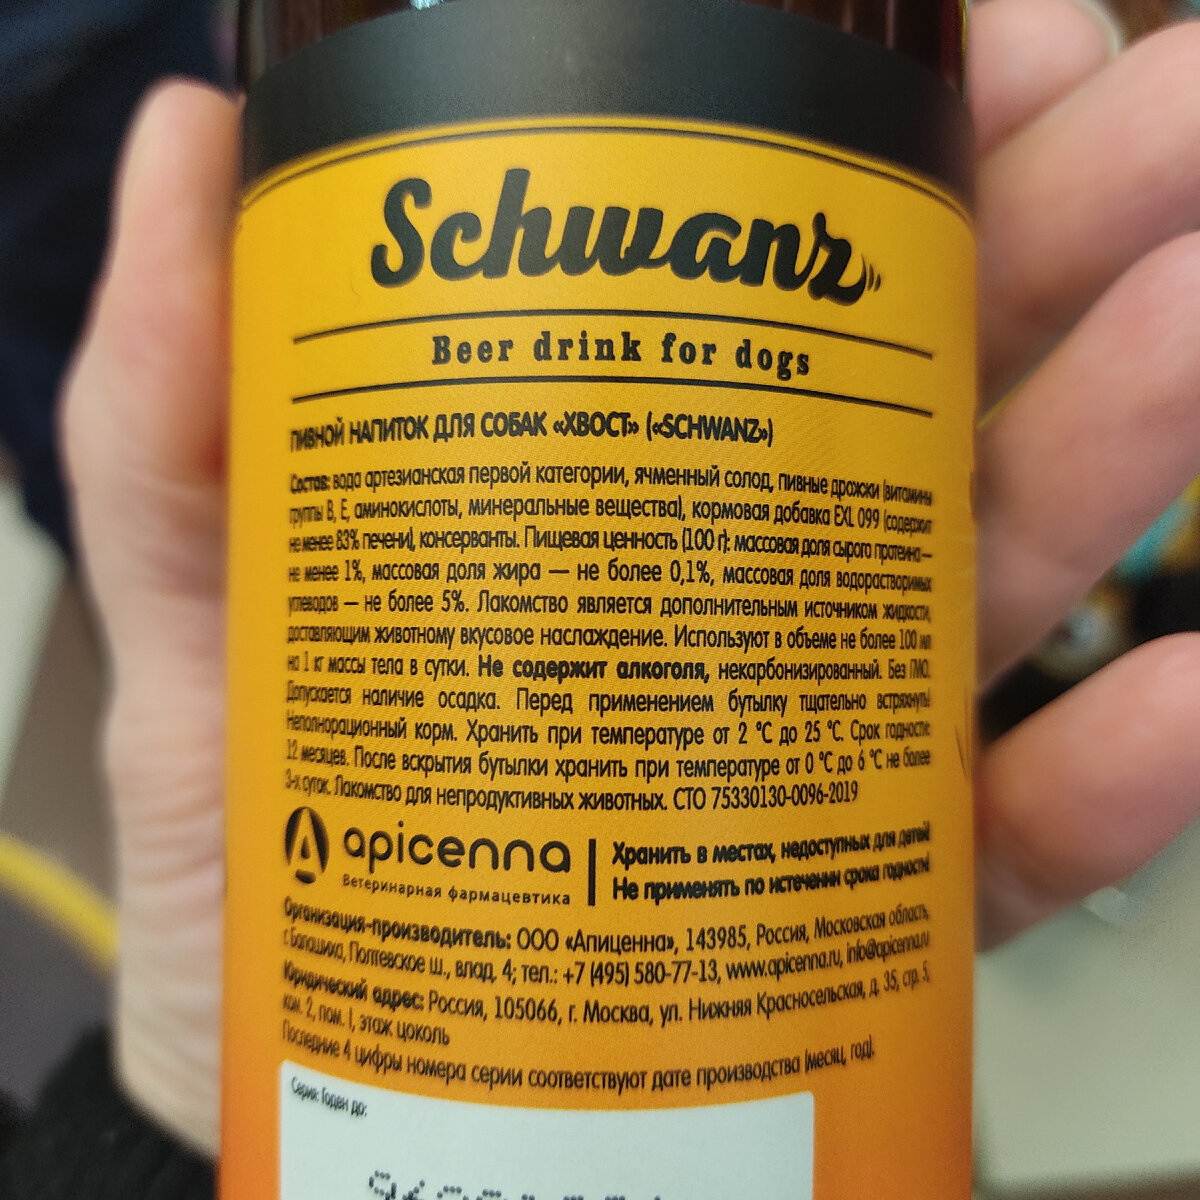 Schwanz
Beer drink for dogs
ПИВНОЙ НАПИТОК ДЛЯ СОБАК «ХВОСТ» («SCHWANZ»)
Состав: вода артезианская первой категории, ячменный солод, пивные дрожжи (витамины
группы B, E, аминокислоты, минеральные вещества), кормовая добавка EXL 099 (содержит
не менее 83% печени), консерванты. Пищевая ценность (100 г): массовая доля сырого протеина —
не менее 1%, массовая доля жира — не более 0,1%, массовая доля водорастворимых
углеводов — не более 5%. Лакомство является дополнительным источником жидкости,
доставляющим животному вкусовое наслаждение. Используют в объеме не более 100 мл
на 1 кг массы тела в сутки. Не содержит алкоголя, некарбонизированный. Без ГМО.
Допускается наличие осадка. Перед применением бутылку тщательно встряхнуть!
Неполнорационный корм. Хранить при температуре от 2 °С до 25 °С. Срок годности:
12 месяцев. После вскрытия бутылки хранить при температуре от 0 °С до 6 °С не более
3-х суток. Лакомство для непродуктивных животных. СТО 75330130-0096-2019
apicenna
Ветеринарная фармацевтика
Хранить в местах, недоступных для детей!
Не применять по истечении срока годности!
Организация-производитель: ООО «Апиценна», 143985, Россия, Московская область,
г. Балашиха, Полтевское ш., влад. 4; тел.: +7 (495) 580-77-13, www.apicenna.ru, info@apicenna.ru
Юридический адрес: Россия, 105066, г. Москва, ул. Нижняя Красносельская, д. 35, стр. 5,
ком. 2, пом. I, этаж цоколь
Последние 4 цифры номера серии соответствуют дате производства (месяц, год).
Серия: Годен до: